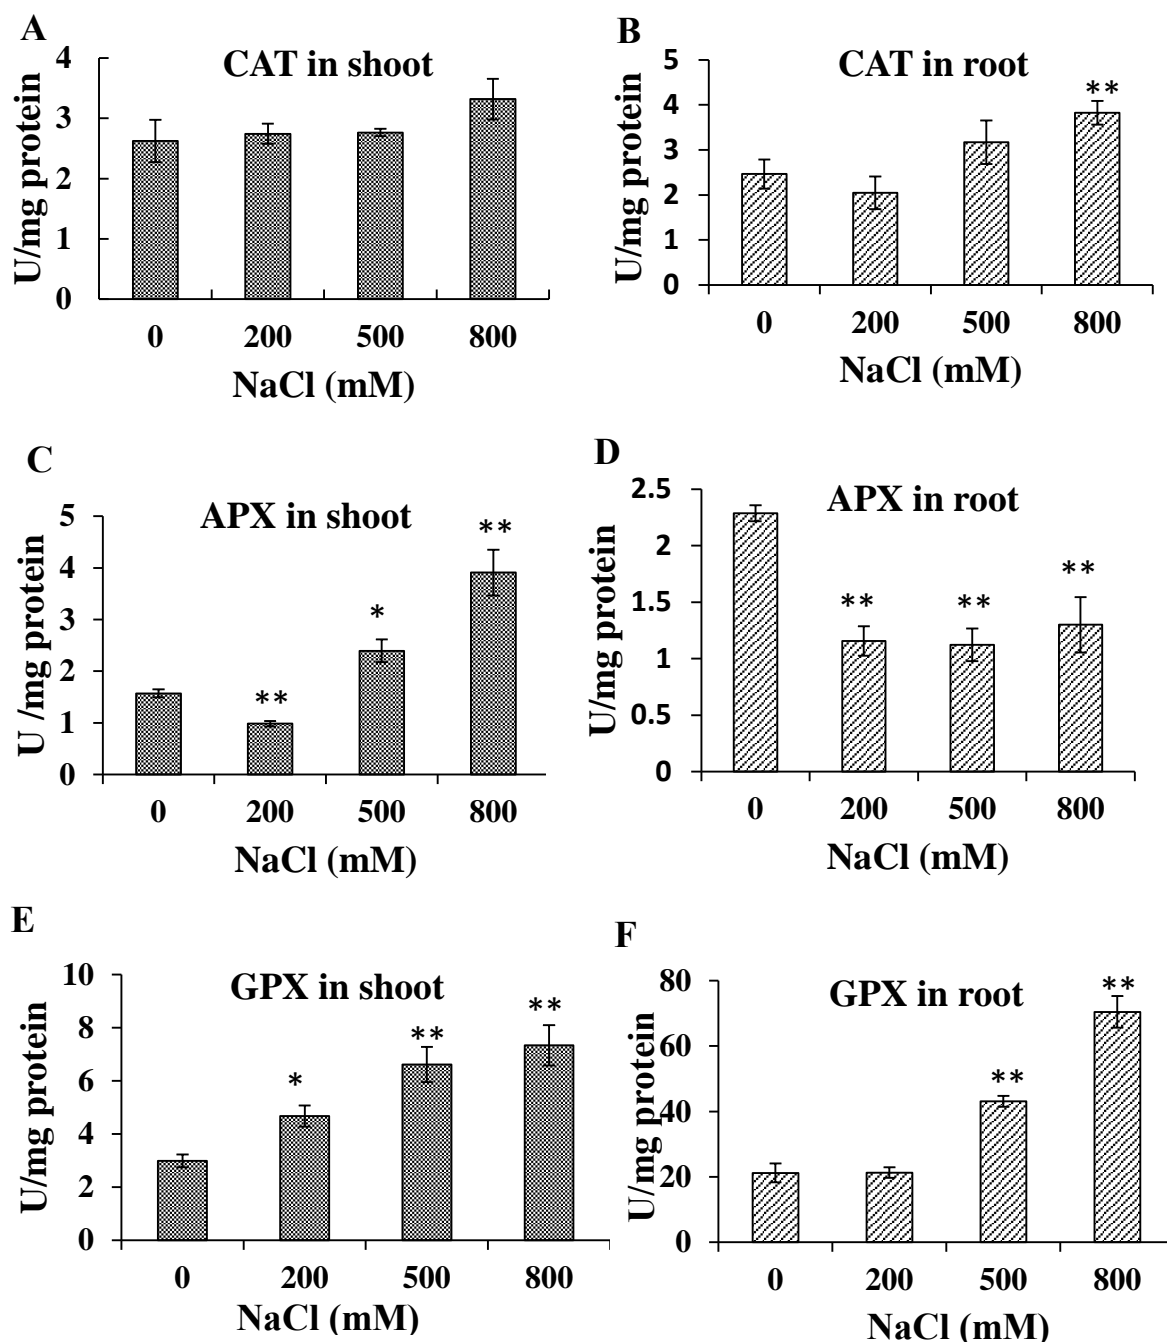 A
CAT in shoot
U/mg protein
4
3
2
1
0
0 200 500 800
NaCl (mM)
B
CAT in root
U/mg protein
5
4
3
2
1
0
**
0 200 500 800
NaCl (mM)
C
APX in shoot
U /mg protein
5
4
3
2
1
0
**
*
**
0 200 500 800
NaCl (mM)
D
APX in root
U/mg protein
2.5
2
1.5
1
0.5
0
** ** **
0 200 500 800
NaCl (mM)
E
GPX in shoot
U/mg protein
10
8
6
4
2
0
* ** **
0 200 500 800
NaCl (mM)
F
GPX in root
U/mg protein
80
60
40
20
0
** **
0 200 500 800
NaCl (mM)